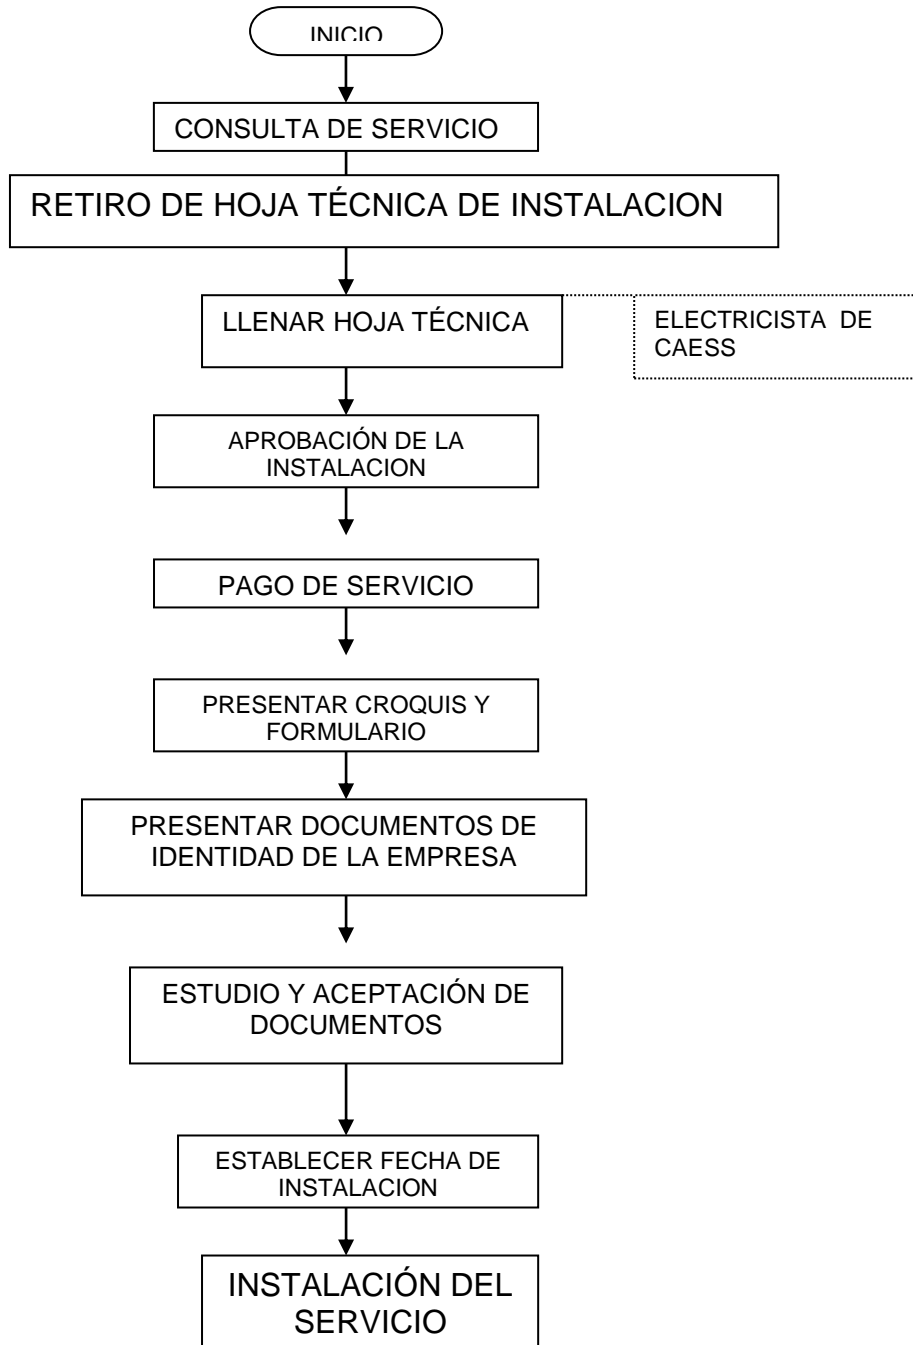 INICIO
CONSULTA DE SERVICIO
RETIRO DE HOJA TÉCNICA DE INSTALACION
LLENAR HOJA TÉCNICA
ELECTRICISTA DE
CAESS
APROBACIÓN DE LA
INSTALACION
PAGO DE SERVICIO
PRESENTAR CROQUIS Y
FORMULARIO
PRESENTAR DOCUMENTOS DE
IDENTIDAD DE LA EMPRESA
ESTUDIO Y ACEPTACIÓN DE
DOCUMENTOS
ESTABLECER FECHA DE
INSTALACION
INSTALACIÓN DEL
SERVICIO